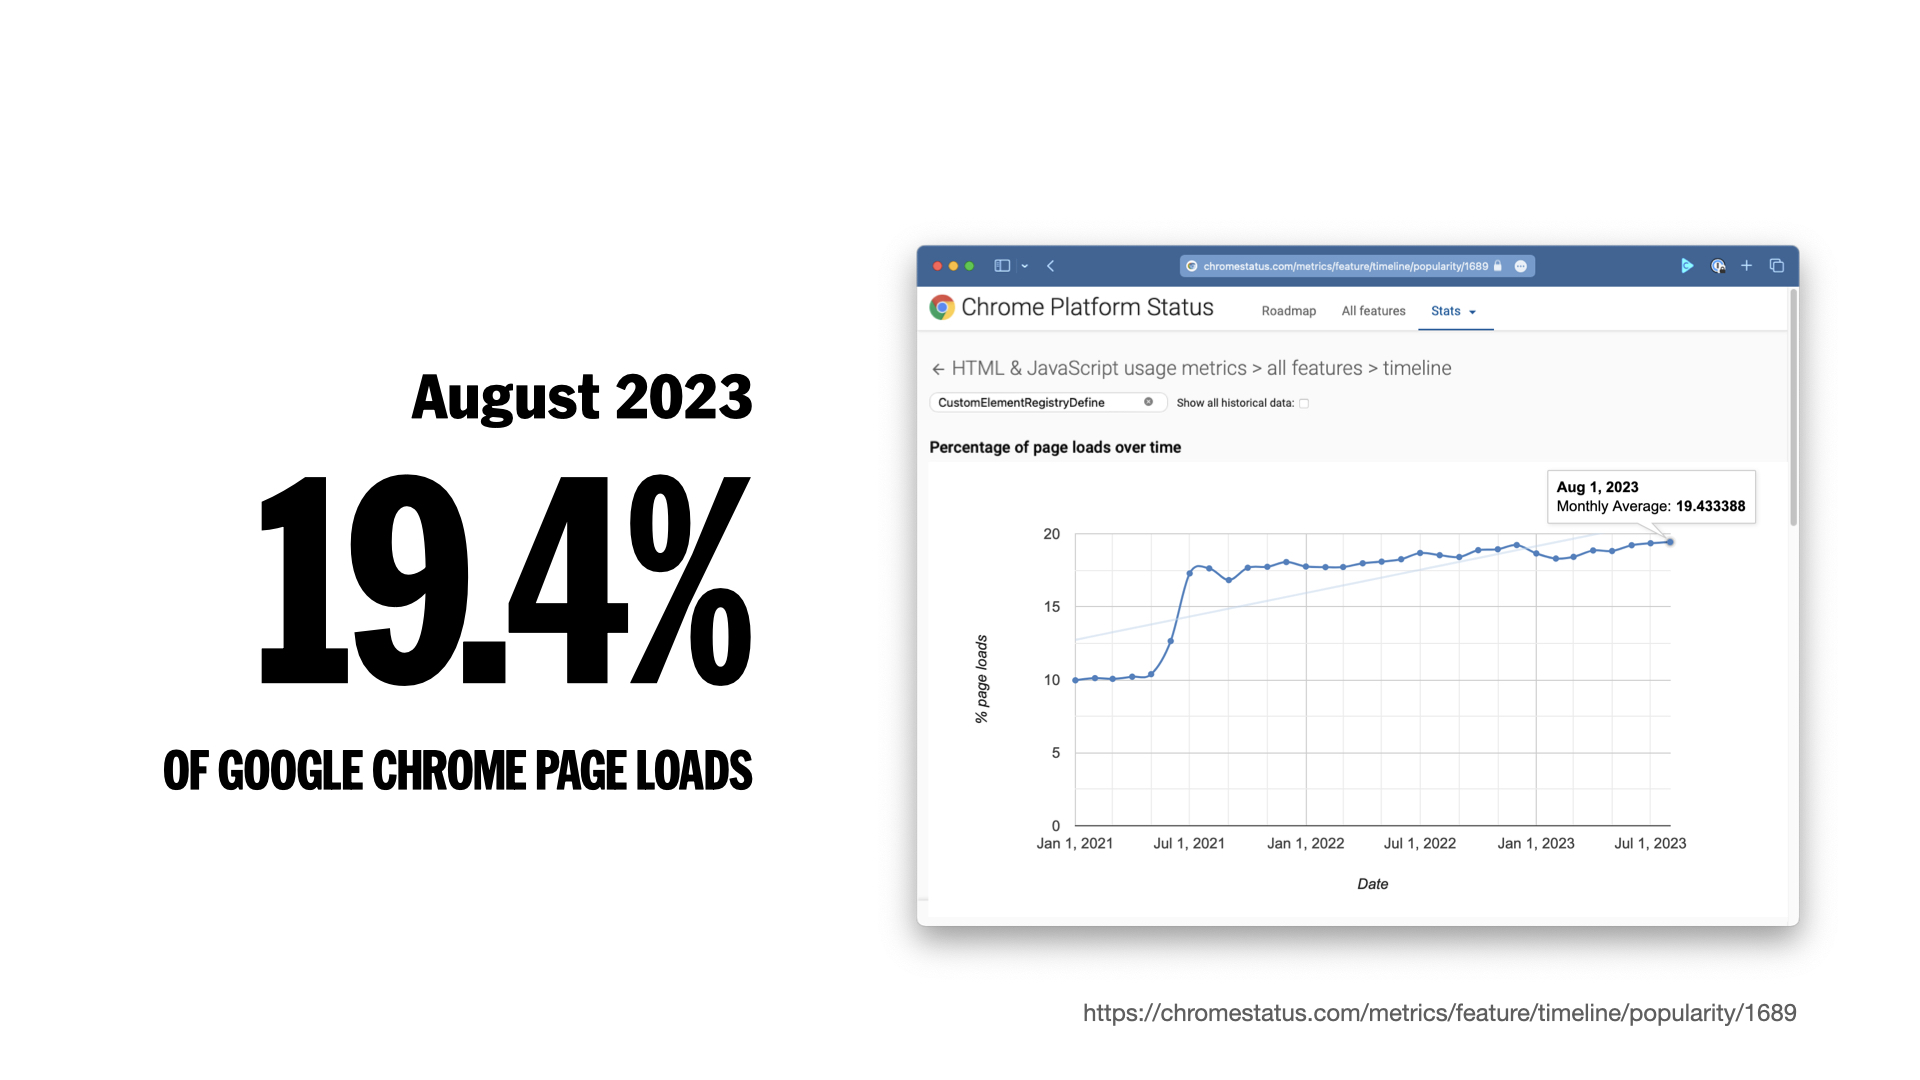 August 2023
19.4%
OF GOOGLE CHROME PAGE LOADS
chromestatus.com/metrics/feature/timeline/popularity/1689
Chrome Platform Status
Roadmap
All features
Stats
HTML & JavaScript usage metrics > all features > timeline
CustomElementRegistryDefine
Show all historical data:
Percentage of page loads over time
Aug 1, 2023
Monthly Average: 19.433388
20
15
10
5
0
% page loads
Jan 1, 2021
Jul 1, 2021
Jan 1, 2022
Jul 1, 2022
Jan 1, 2023
Jul 1, 2023
Date
https://chromestatus.com/metrics/feature/timeline/popularity/1689